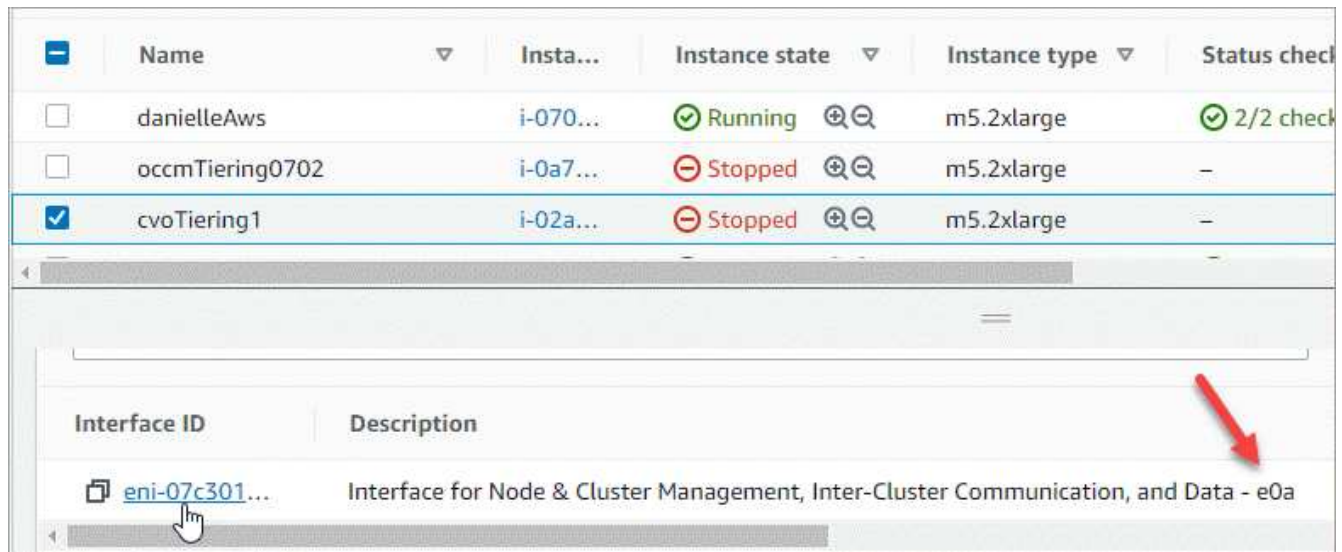 Name Insta... Instance state Instance type Status check
danielleAws i-070... Running m5.2xlarge 2/2 check
occmTiering0702 i-0a7... Stopped m5.2xlarge –
cvoTiering1 i-02a... Stopped m5.2xlarge –
Interface ID Description
eni-07c301... Interface for Node & Cluster Management, Inter-Cluster Communication, and Data - e0a